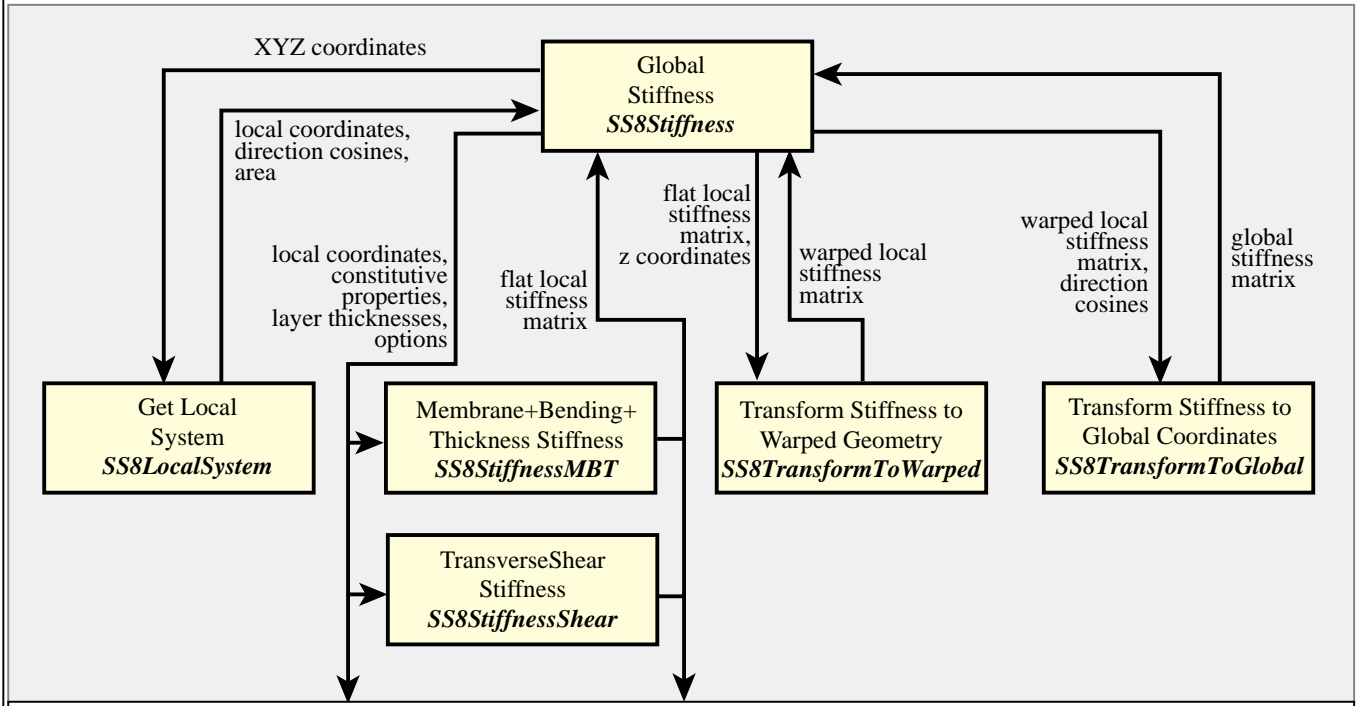 XYZ coordinates
Global
Stiffness
SS8Stiffness
local coordinates,
direction cosines,
area
local coordinates,
constitutive
properties,
layer thicknesses,
options
flat local
stiffness
matrix
flat local
stiffness
matrix,
z coordinates
warped local
stiffness
matrix
warped local
stiffness
matrix,
direction
cosines
global
stiffness
matrix
Get Local
System
SS8LocalSystem
Membrane+Bending+
Thickness Stiffness
SS8StiffnessMBT
Transform Stiffness to
Warped Geometry
SS8TransformToWarped
Transform Stiffness to
Global Coordinates
SS8TransformToGlobal
TransverseShear
Stiffness
SS8StiffnessShear